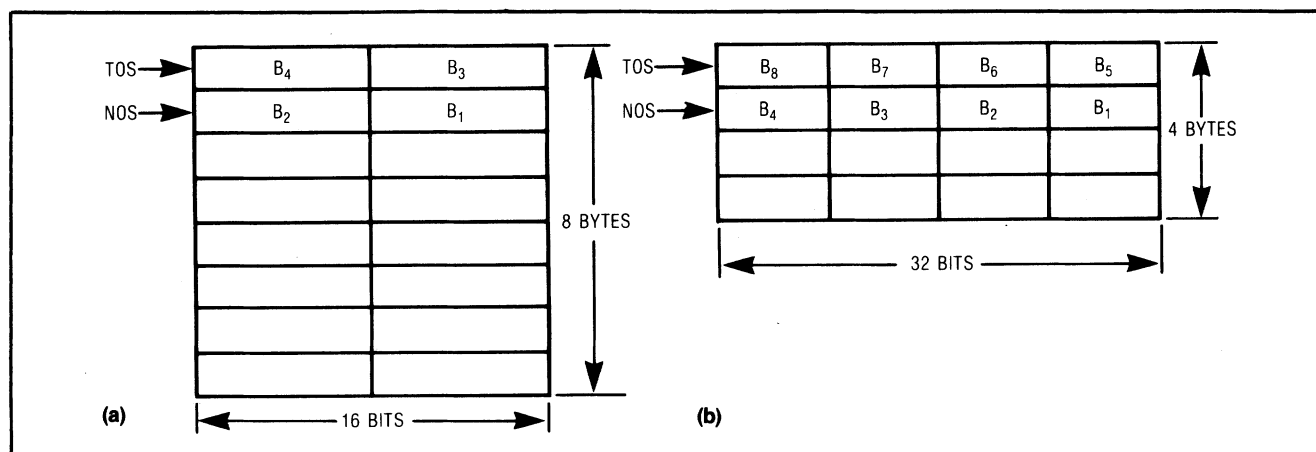 TOS B₄ B₃
NOS B₂ B₁
8 BYTES
16 BITS
(a)
TOS B₈ B₇ B₆ B₅
NOS B₄ B₃ B₂ B₁
4 BYTES
32 BITS
(b)